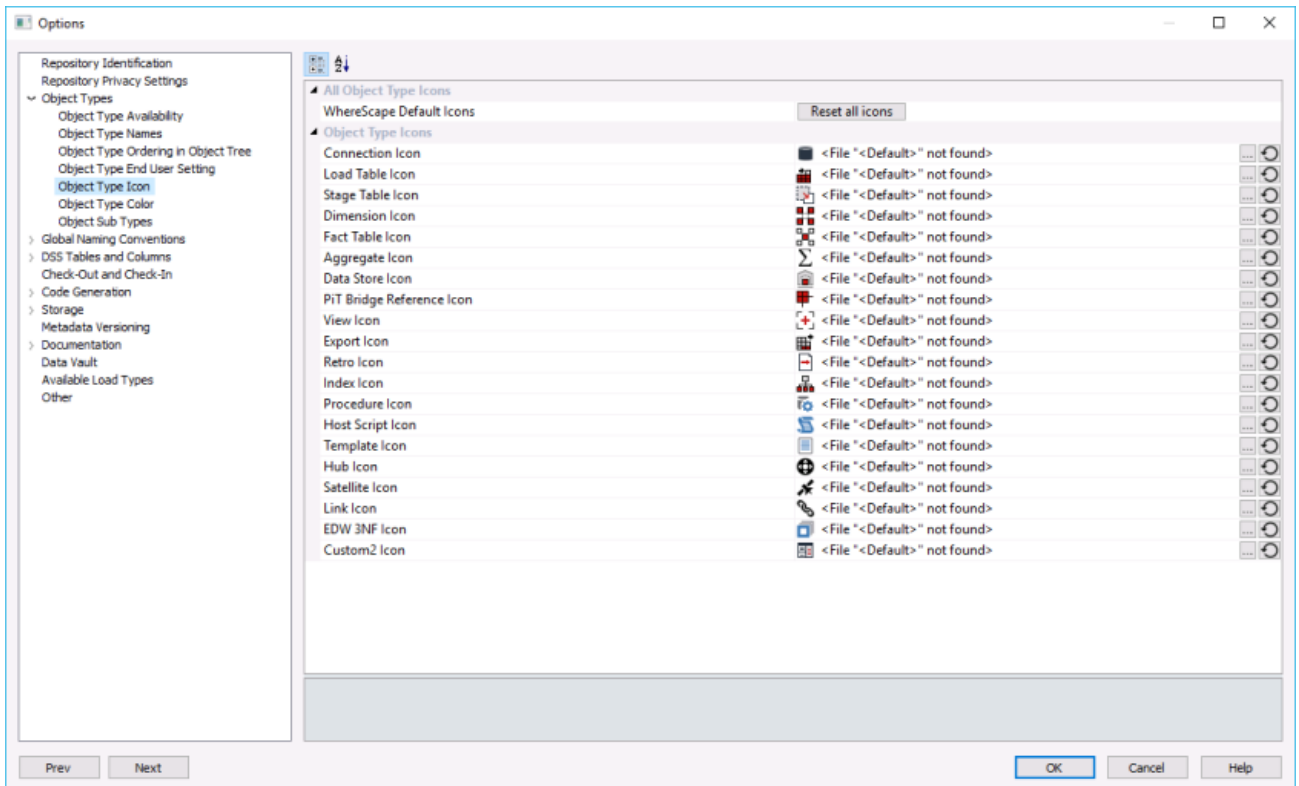 Options
Repository Identification
Repository Privacy Settings
Object Types
Object Type Availability
Object Type Names
Object Type Ordering in Object Tree
Object Type End User Setting
Object Type Icon
Object Type Color
Object Sub Types
Global Naming Conventions
DSS Tables and Columns
Check-Out and Check-In
Code Generation
Storage
Metadata Versioning
Documentation
Data Vault
Available Load Types
Other
All Object Type Icons
WhereScape Default Icons Reset all icons
Object Type Icons
Connection Icon <File "<Default>" not found> ...
Load Table Icon <File "<Default>" not found> ...
Stage Table Icon <File "<Default>" not found> ...
Dimension Icon <File "<Default>" not found> ...
Fact Table Icon <File "<Default>" not found> ...
Aggregate Icon <File "<Default>" not found> ...
Data Store Icon <File "<Default>" not found> ...
PiT Bridge Reference Icon <File "<Default>" not found> ...
View Icon <File "<Default>" not found> ...
Export Icon <File "<Default>" not found> ...
Retro Icon <File "<Default>" not found> ...
Index Icon <File "<Default>" not found> ...
Procedure Icon <File "<Default>" not found> ...
Host Script Icon <File "<Default>" not found> ...
Template Icon <File "<Default>" not found> ...
Hub Icon <File "<Default>" not found> ...
Satellite Icon <File "<Default>" not found> ...
Link Icon <File "<Default>" not found> ...
EDW 3NF Icon <File "<Default>" not found> ...
Custom2 Icon <File "<Default>" not found> ...
Prev Next OK Cancel Help